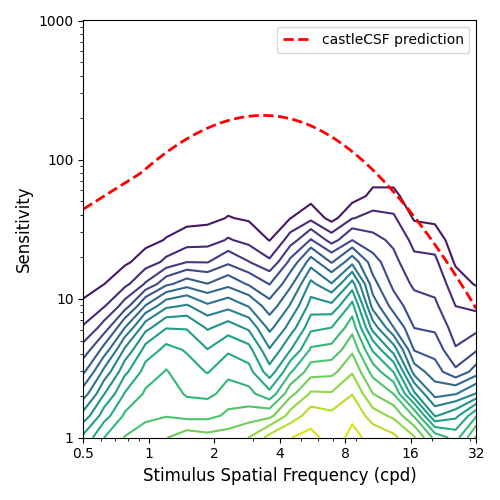 1000
100
10
1
Sensitivity
castleCSF prediction
0.5 1 2 4 8 16 32
Stimulus Spatial Frequency (cpd)